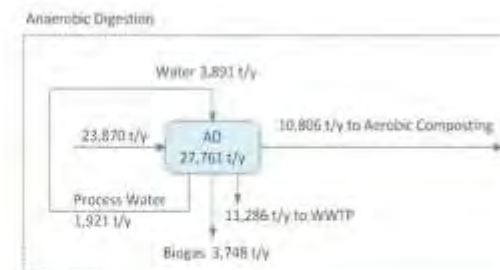 Anaerobic Digestion
Water 3,891 t/y
23,870 t/y
AD
27,761 t/y
10,806 t/y to Aerobic Composting
Process Water
1,921 t/y
11,286 t/y to WWTP
Biogas 3,748 t/y